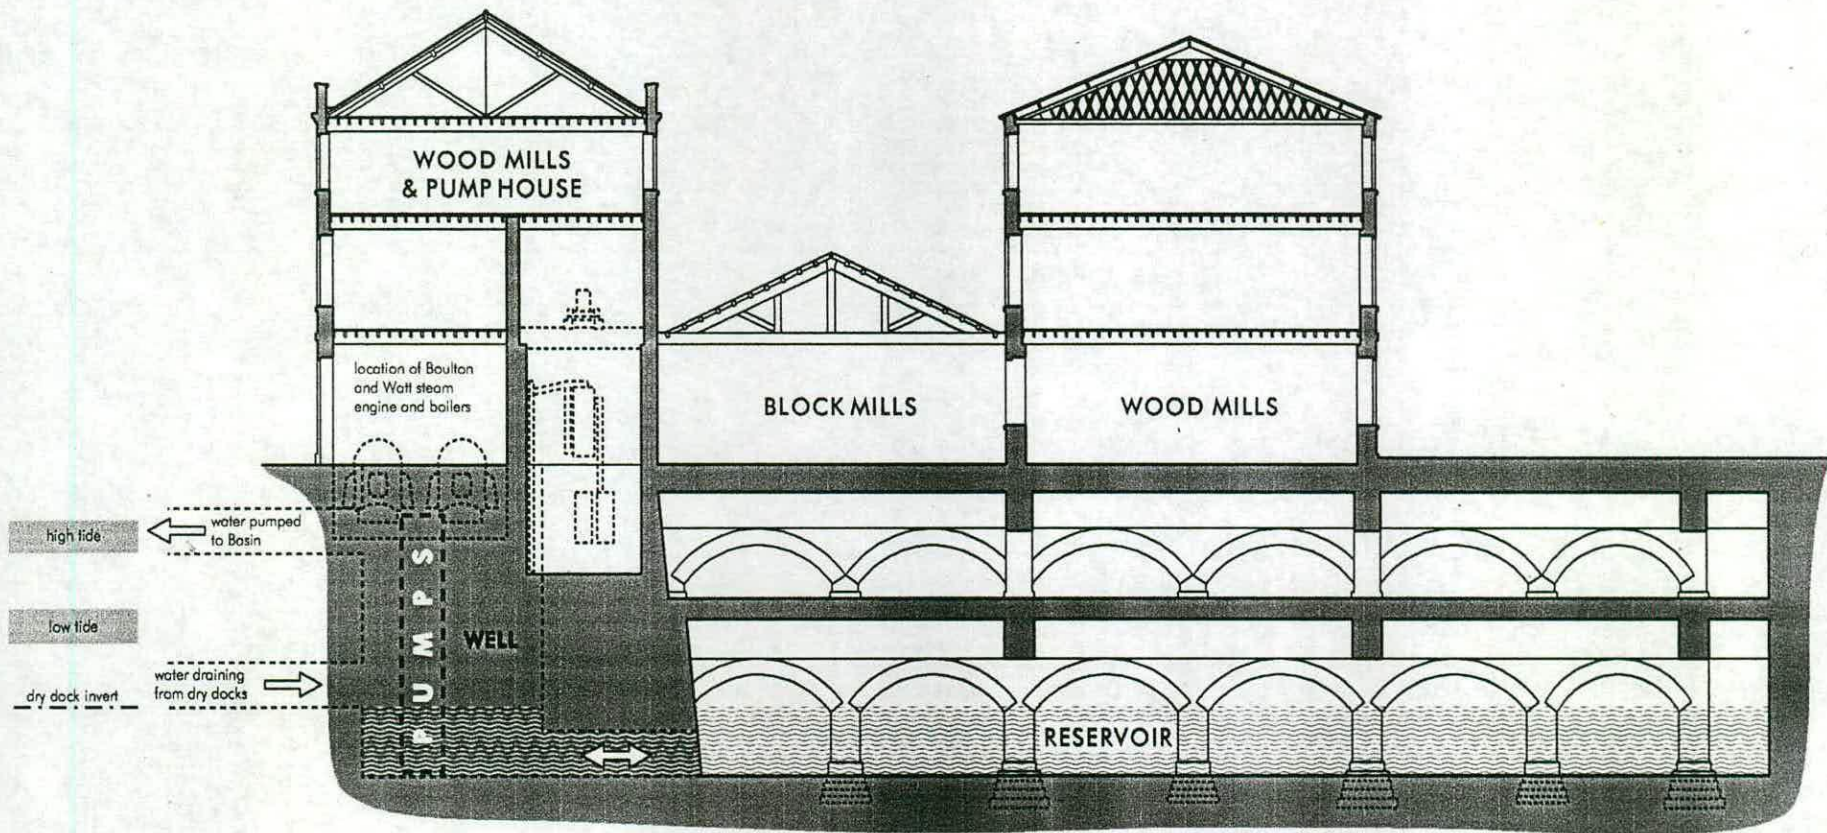 WOOD MILLS
& PUMP HOUSE
location of Boulton
and Watt steam
engine and boilers
BLOCK MILLS
WOOD MILLS
high tide
water pumped
to Basin
low tide
PUMPS
WELL
water draining
from dry docks
dry dock invert
RESERVOIR